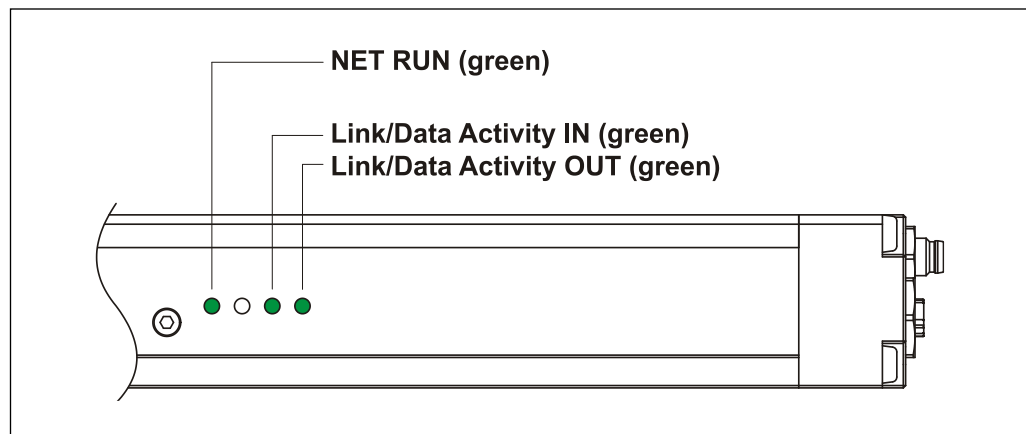 NET RUN (green)
Link/Data Activity IN (green)
Link/Data Activity OUT (green)